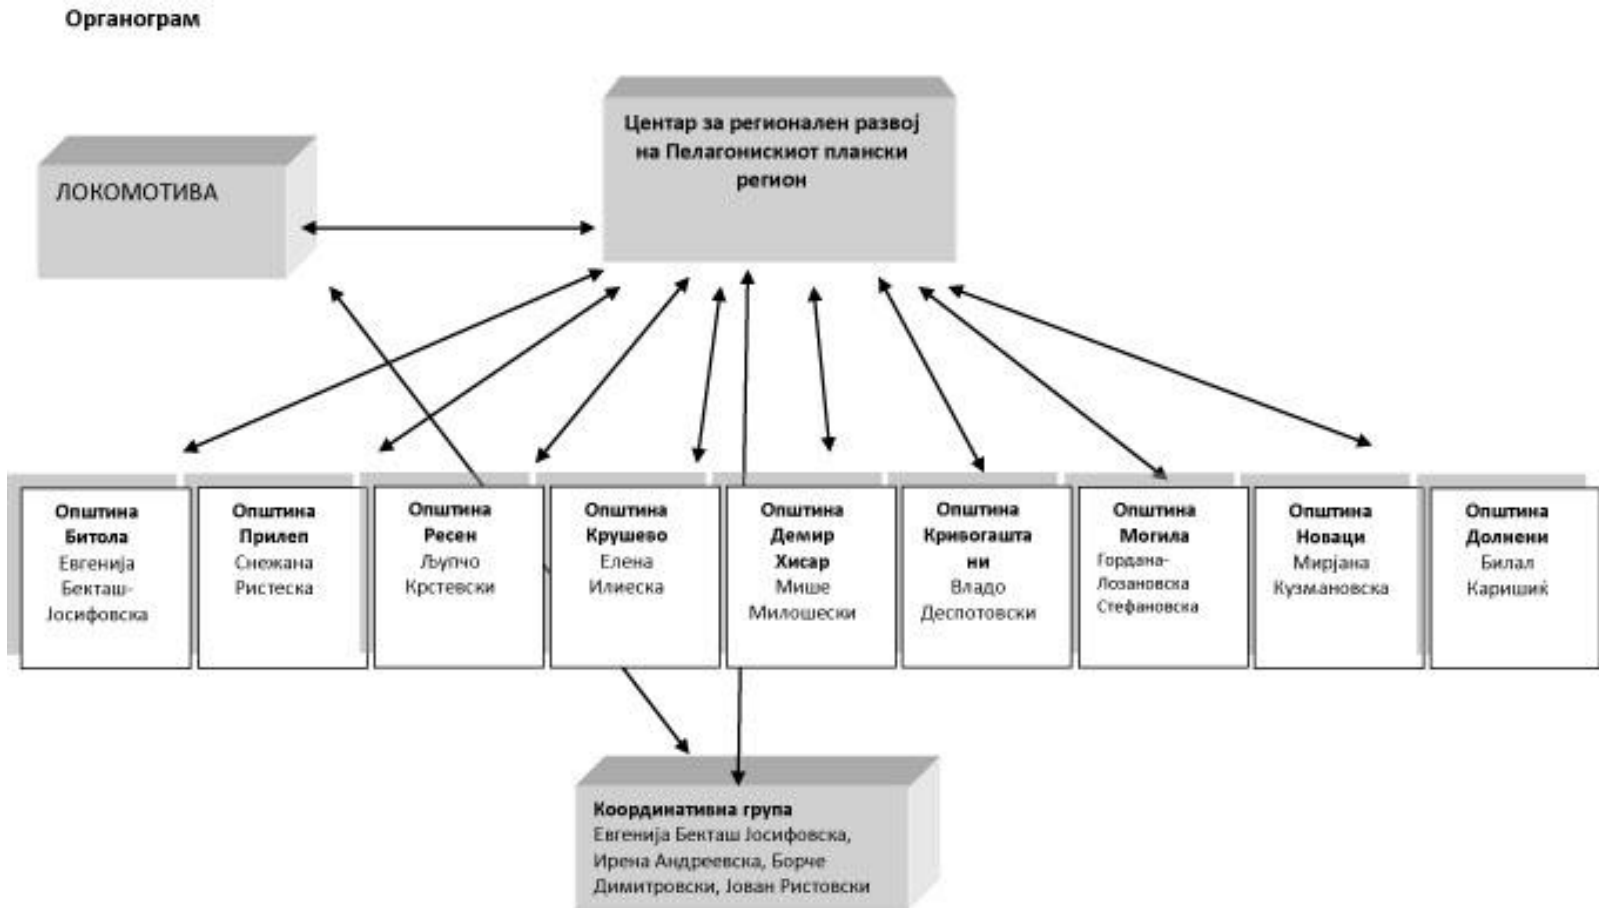 Органограм
Центар за регионален развој
на Пелагонискиот плански
регион
ЛОКОМОТИВА
Општина
Битола
Евгенија
Бекташ-
Јосифовска
Општина
Прилеп
Снежана
Ристеска
Општина
Ресен
Љупчо
Крстевски
Општина
Крушево
Елена
Илиеска
Општина
Демир
Хисар
Мише
Милошески
Општина
Кривогашта
ни
Владо
Деспотовски
Општина
Могила
Гордана-
Лозановска
Стефановска
Општина
Новаци
Мирјана
Кузмановска
Општина
Долнени
Билал
Каришиќ
Координативна група
Евгенија Бекташ Јосифовска,
Ирена Андреевска, Борче
Димитровски, Јован Ристовски